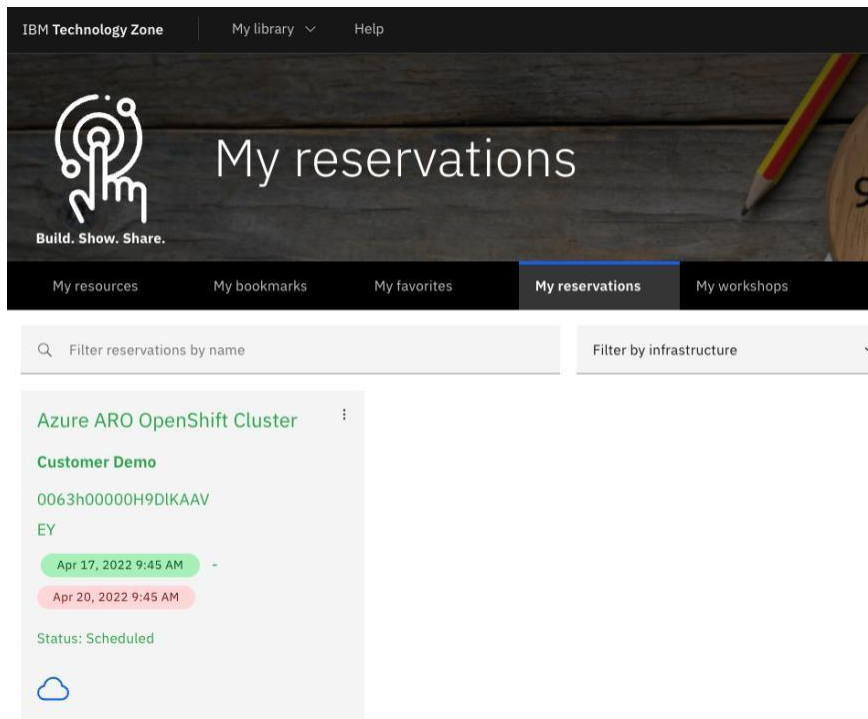 IBM Technology Zone
My library
Help
My reservations
Build. Show. Share.
My resources
My bookmarks
My favorites
My reservations
My workshops
Filter reservations by name
Filter by infrastructure
Azure ARO OpenShift Cluster
Customer Demo
0063h00000H9DlKAAV
EY
Apr 17, 2022 9:45 AM -
Apr 20, 2022 9:45 AM
Status: Scheduled